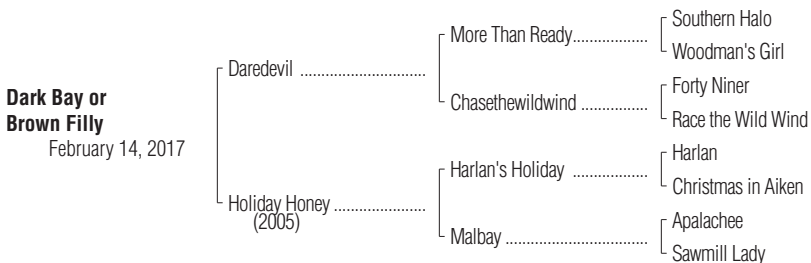 Dark Bay or
Brown Filly
February 14, 2017
Daredevil ..............................
Holiday Honey ......................
(2005)
More Than Ready..................
Chasethewildwind ................
Harlan's Holiday ..................
Malbay ..................................
Southern Halo
Woodman's Girl
Forty Niner
Race the Wild Wind
Harlan
Christmas in Aiken
Apalachee
Sawmill Lady